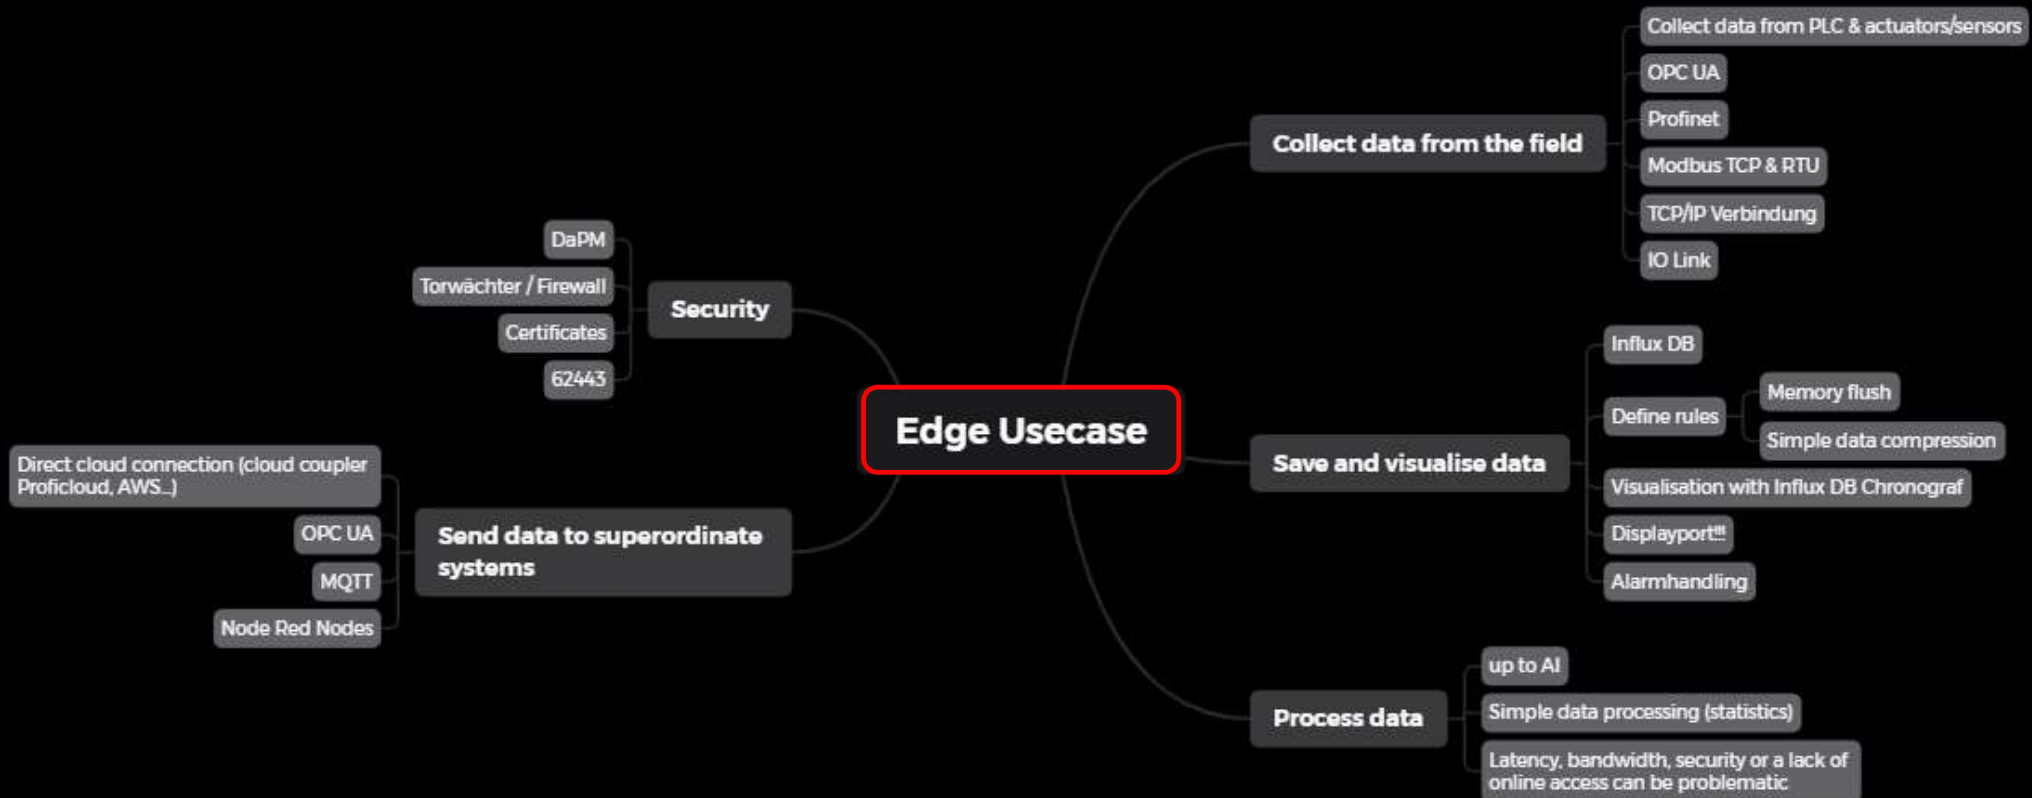 Edge Usecase
Collect data from the field
Collect data from PLC & actuators/sensors
OPC UA
Profinet
Modbus TCP & RTU
TCP/IP Verbindung
IO Link
Save and visualise data
Influx DB
Define rules
Memory flush
Simple data compression
Visualisation with Influx DB Chronograf
Displayport!!!
Alarmhandling
Process data
up to AI
Simple data processing (statistics)
Latency, bandwidth, security or a lack of
online access can be problematic
Security
DaPM
Torwächter / Firewall
Certificates
62443
Send data to superordinate
systems
Direct cloud connection (cloud coupler
Proficloud, AWS...)
OPC UA
MQTT
Node Red Nodes